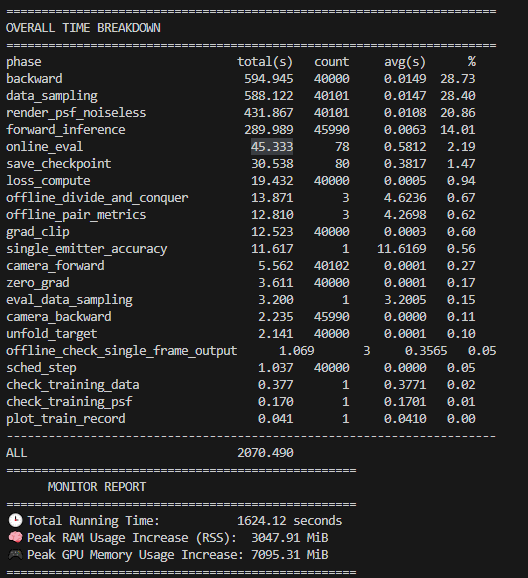 ======================================================================
OVERALL TIME BREAKDOWN
======================================================================
phase total(s) count avg(s) %
backward 594.945 40000 0.0149 28.73
data_sampling 588.122 40101 0.0147 28.40
render_psf_noiseless 431.867 40101 0.0108 20.86
forward_inference 289.989 45990 0.0063 14.01
online_eval 45.333 78 0.5812 2.19
save_checkpoint 30.538 80 0.3817 1.47
loss_compute 19.432 40000 0.0005 0.94
offline_divide_and_conquer 13.871 3 4.6236 0.67
offline_pair_metrics 12.810 3 4.2698 0.62
grad_clip 12.523 40000 0.0003 0.60
single_emitter_accuracy 11.617 1 11.6169 0.56
camera_forward 5.562 40102 0.0001 0.27
zero_grad 3.611 40000 0.0001 0.17
eval_data_sampling 3.200 1 3.2005 0.15
camera_backward 2.235 45990 0.0000 0.11
unfold_target 2.141 40000 0.0001 0.10
offline_check_single_frame_output 1.069 3 0.3565 0.05
sched_step 1.037 40000 0.0000 0.05
check_training_data 0.377 1 0.3771 0.02
check_training_psf 0.170 1 0.1701 0.01
plot_train_record 0.041 1 0.0410 0.00
----------------------------------------------------------------------
ALL 2070.490
==================================================
MONITOR REPORT
==================================================
🕒 Total Running Time: 1624.12 seconds
🧠 Peak RAM Usage Increase (RSS): 3047.91 MiB
🎮 Peak GPU Memory Usage Increase: 7095.31 MiB
==================================================